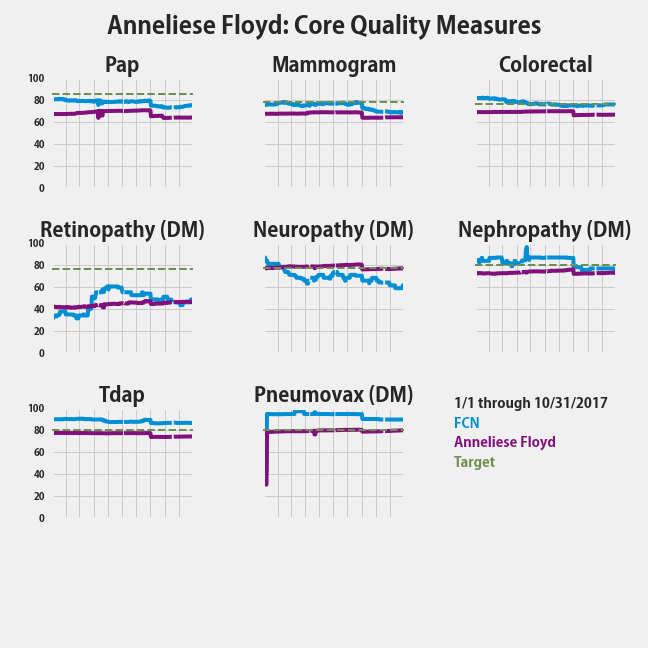 Anneliese Floyd: Core Quality Measures
Pap
Mammogram
Colorectal
100
80
60
40
20
0
Retinopathy (DM)
Neuropathy (DM)
Nephropathy (DM)
100
80
60
40
20
0
Tdap
Pneumovax (DM)
100
80
60
40
20
0
1/1 through 10/31/2017
FCN
Anneliese Floyd
Target